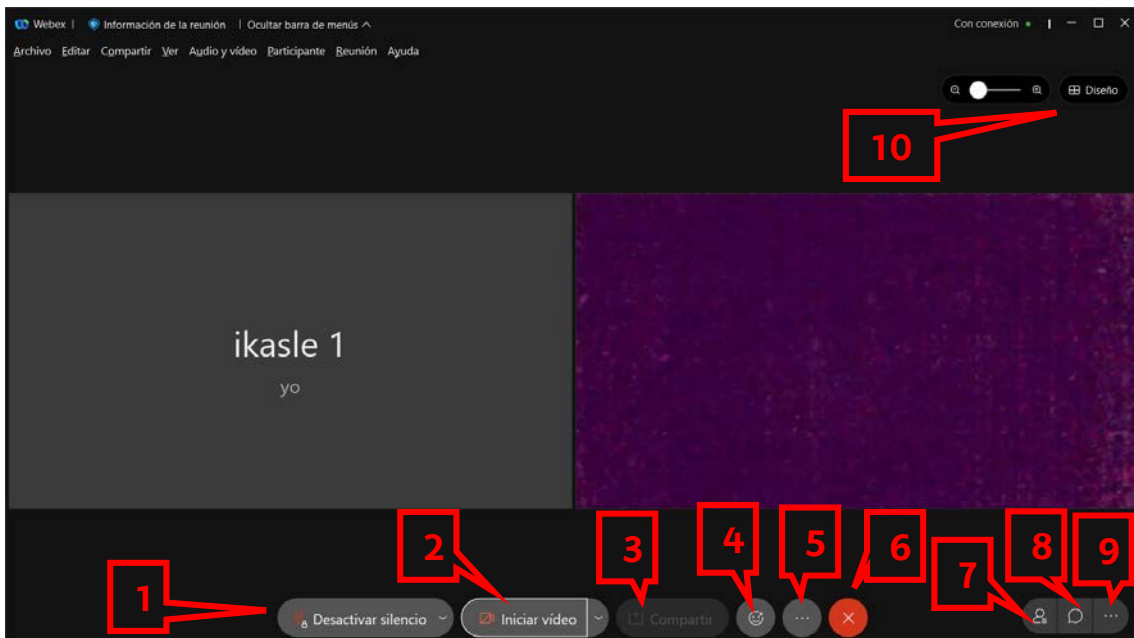 Webex | Información de la reunión | Ocultar barra de menús Con conexión
Archivo Editar Compartir Ver Audio y vídeo Participante Reunión Ayuda
Diseño
10
ikasle 1
yo
1
2
3
4
5
6
7
8
9
Desactivar silencio Iniciar vídeo Compartir